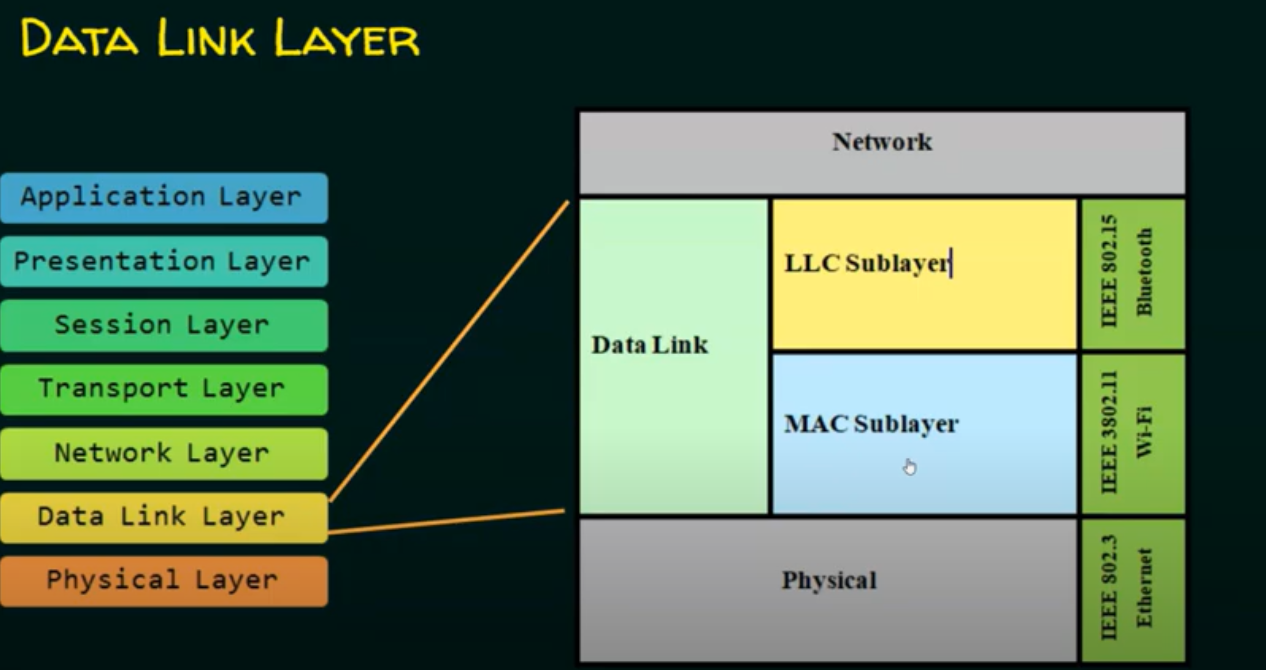 DATA LINK LAYER
Application Layer
Presentation Layer
Session Layer
Transport Layer
Network Layer
Data Link Layer
Physical Layer
Network
Data Link
LLC Sublayer
MAC Sublayer
Physical
IEEE 802.15
Bluetooth
IEEE 3802.11
Wi-Fi
IEEE 802.3
Ethernet